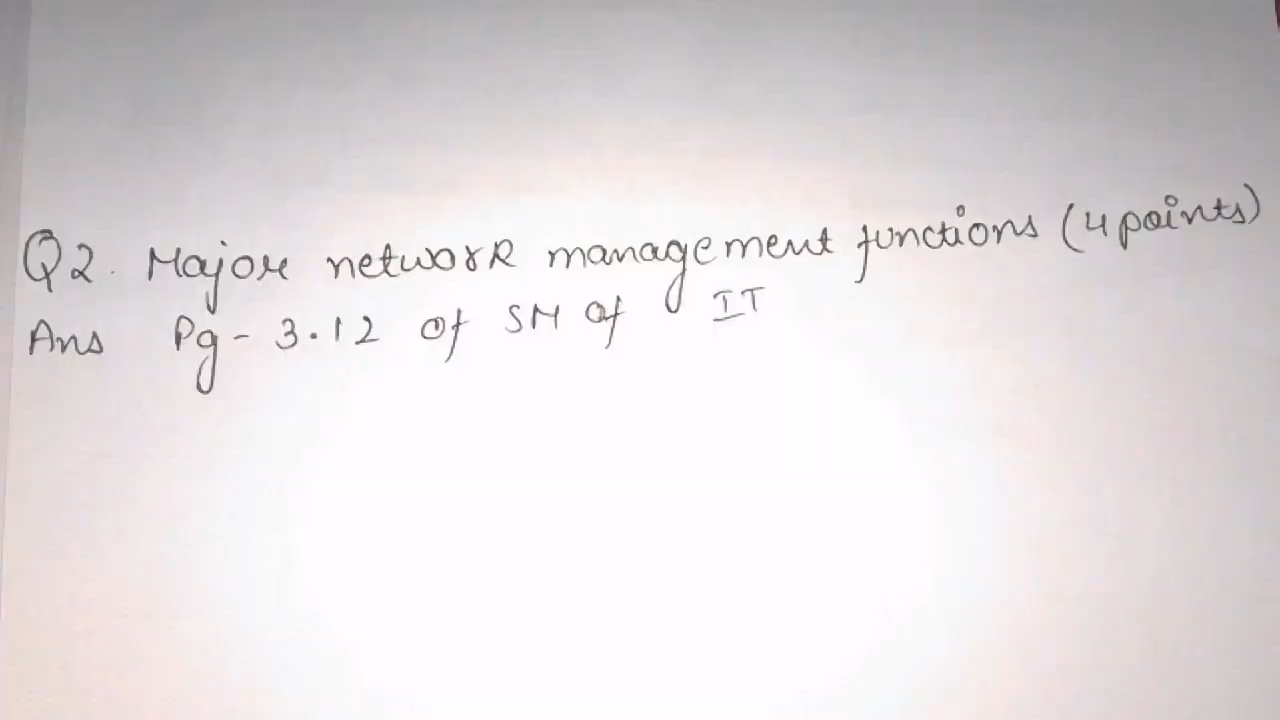 Q2. Major network management functions (4 points)
Ans Pg - 3.12 of SM of IT